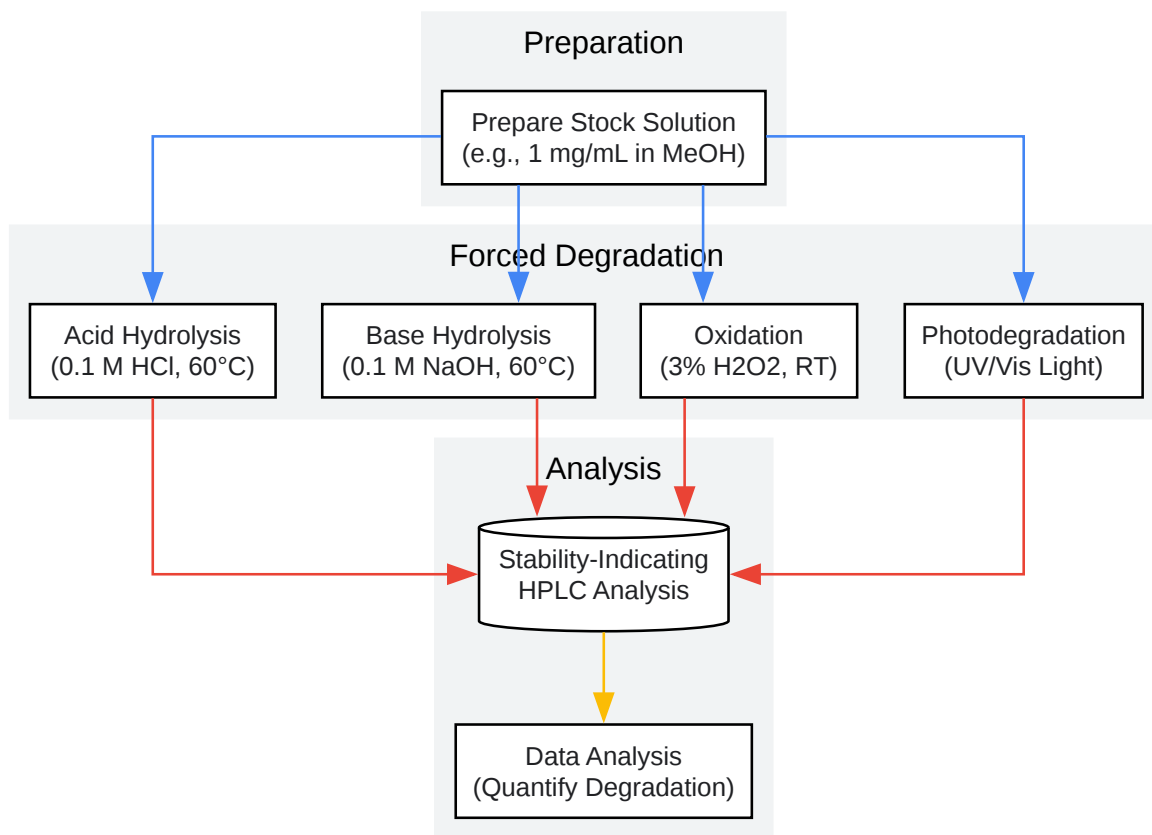 Preparation
Prepare Stock Solution
(e.g., 1 mg/mL in MeOH)
Forced Degradation
Acid Hydrolysis
(0.1 M HCl, 60°C)
Base Hydrolysis
(0.1 M NaOH, 60°C)
Oxidation
(3% H2O2, RT)
Photodegradation
(UV/Vis Light)
Analysis
Stability-Indicating
HPLC Analysis
Data Analysis
(Quantify Degradation)